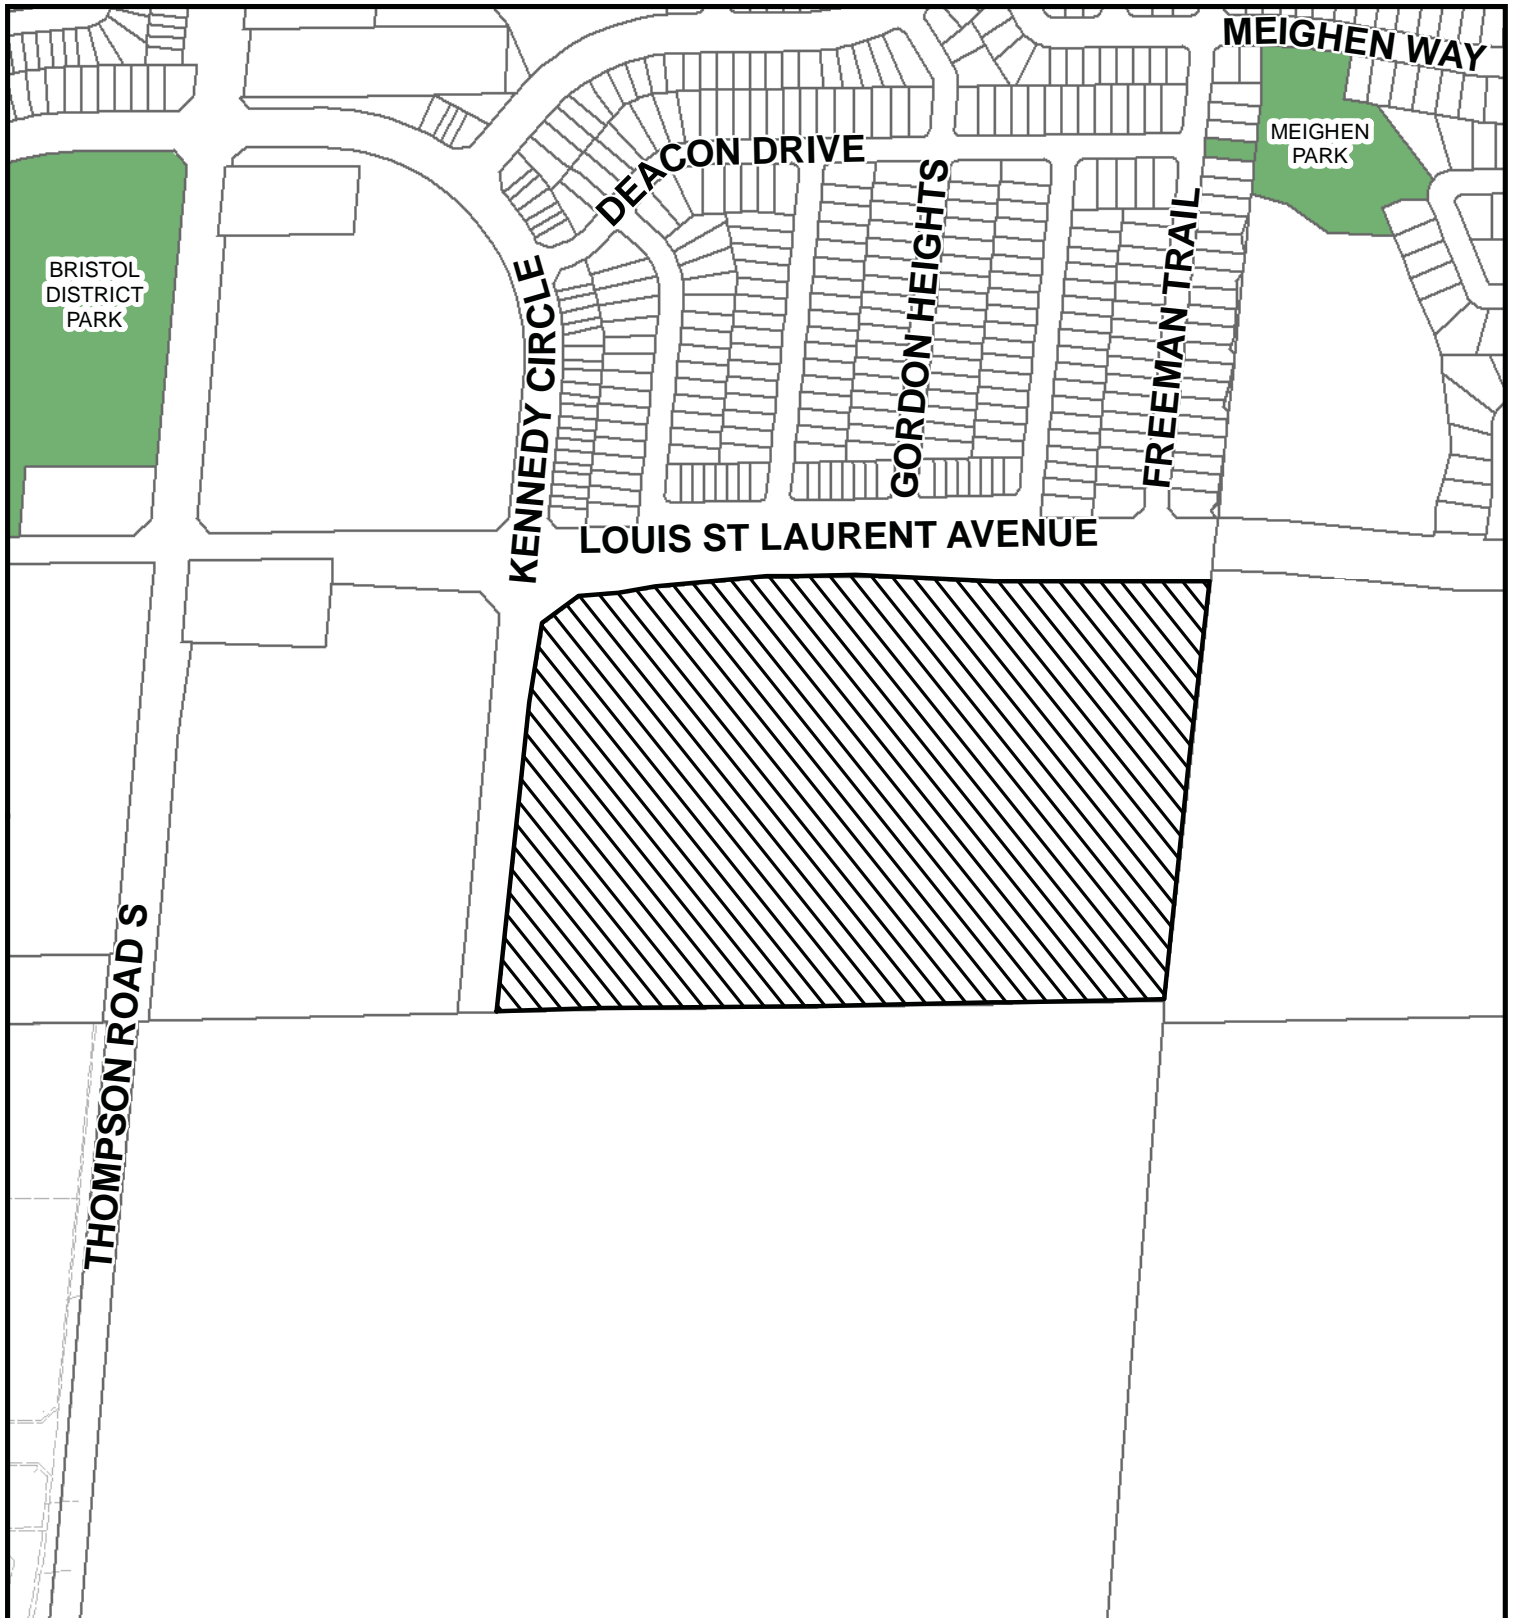 MEIGHEN WAY
MEIGHEN
PARK
DEACON DRIVE
GORDON HEIGHTS
FREEMAN TRAIL
BRISTOL
DISTRICT
PARK
KENNEDY CIRCLE
LOUIS ST LAURENT AVENUE
THOMPSON ROAD S